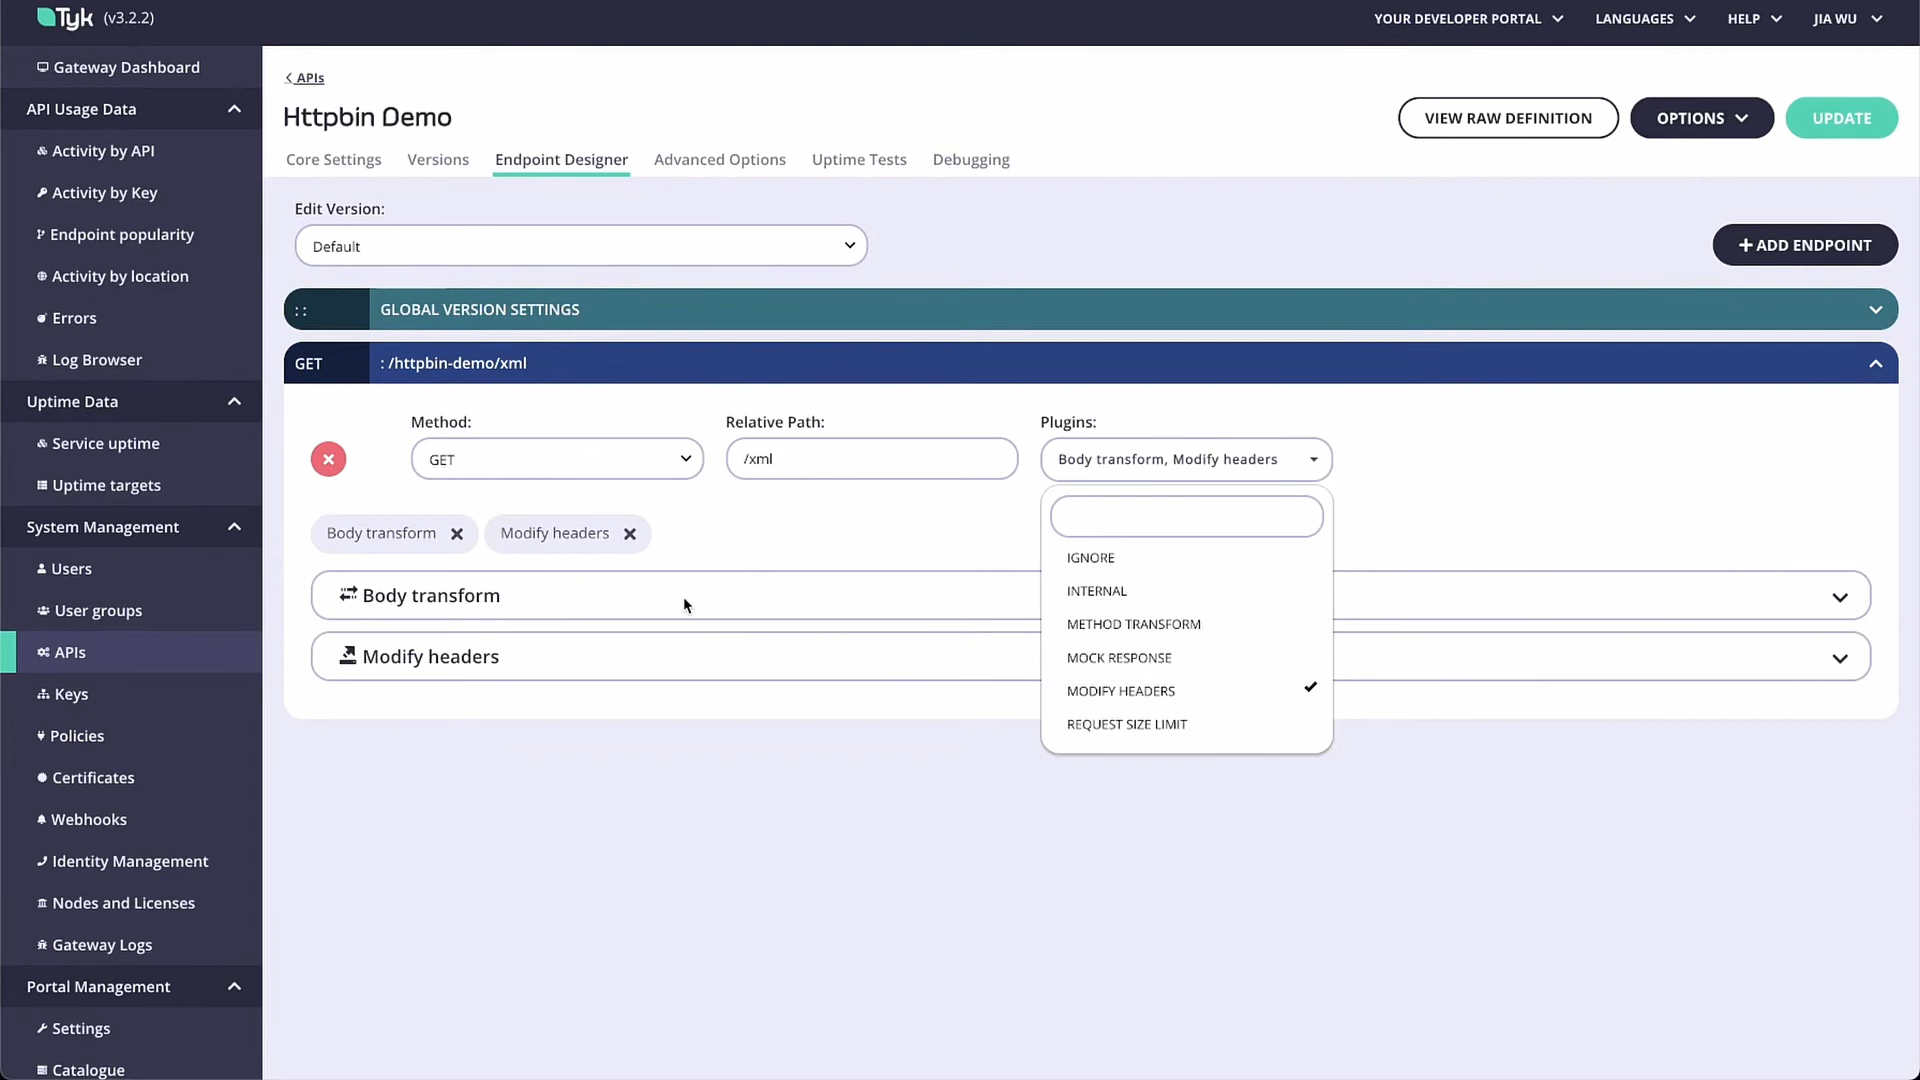 Tyk (v3.2.2)
YOUR DEVELOPER PORTAL
LANGUAGES
HELP
JIA WU
Gateway Dashboard
API Usage Data
Activity by API
Activity by Key
Endpoint popularity
Activity by location
Errors
Log Browser
Uptime Data
Service uptime
Uptime targets
System Management
Users
User groups
APIs
Keys
Policies
Certificates
Webhooks
Identity Management
Nodes and Licenses
Gateway Logs
Portal Management
Settings
Catalogue
APIs
Httpbin Demo
VIEW RAW DEFINITION
OPTIONS
UPDATE
Core Settings
Versions
Endpoint Designer
Advanced Options
Uptime Tests
Debugging
Edit Version:
Default
+ ADD ENDPOINT
: :
GLOBAL VERSION SETTINGS
GET
: /httpbin-demo/xml
Method:
Relative Path:
Plugins:
GET
/xml
Body transform, Modify headers
Body transform
Modify headers
IGNORE
INTERNAL
METHOD TRANSFORM
MOCK RESPONSE
MODIFY HEADERS
REQUEST SIZE LIMIT
Body transform
Modify headers